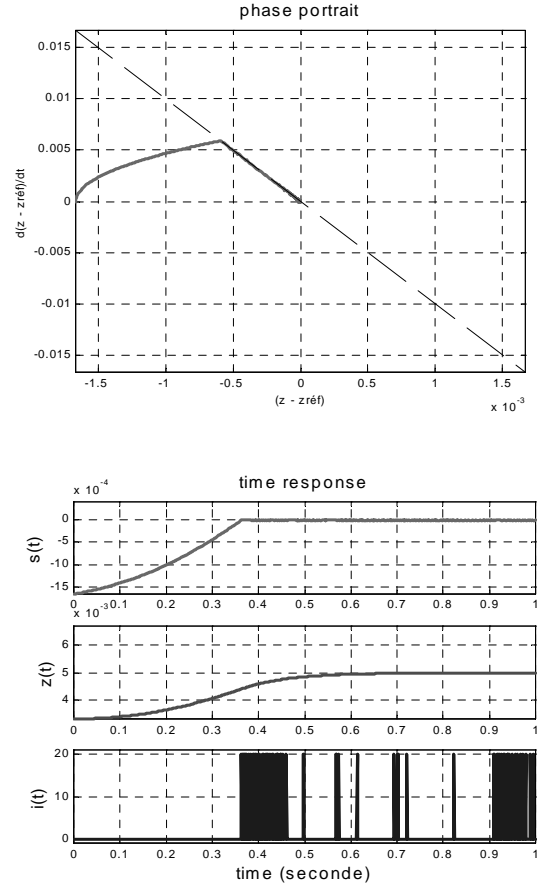 phase portrait
0.015
0.01
0.005
0
-0.005
-0.01
-0.015
d(z - zréf)/dt
-1.5 -1 -0.5 0 0.5 1 1.5
(z - zréf)
x 10^-3
time response
x 10^-4
0
-5
-10
-15
s(t)
0 0.1 0.2 0.3 0.4 0.5 0.6 0.7 0.8 0.9 1
x 10^-3
6
5
4
z(t)
0 0.1 0.2 0.3 0.4 0.5 0.6 0.7 0.8 0.9 1
20
10
0
i(t)
0 0.1 0.2 0.3 0.4 0.5 0.6 0.7 0.8 0.9 1
time (seconde)